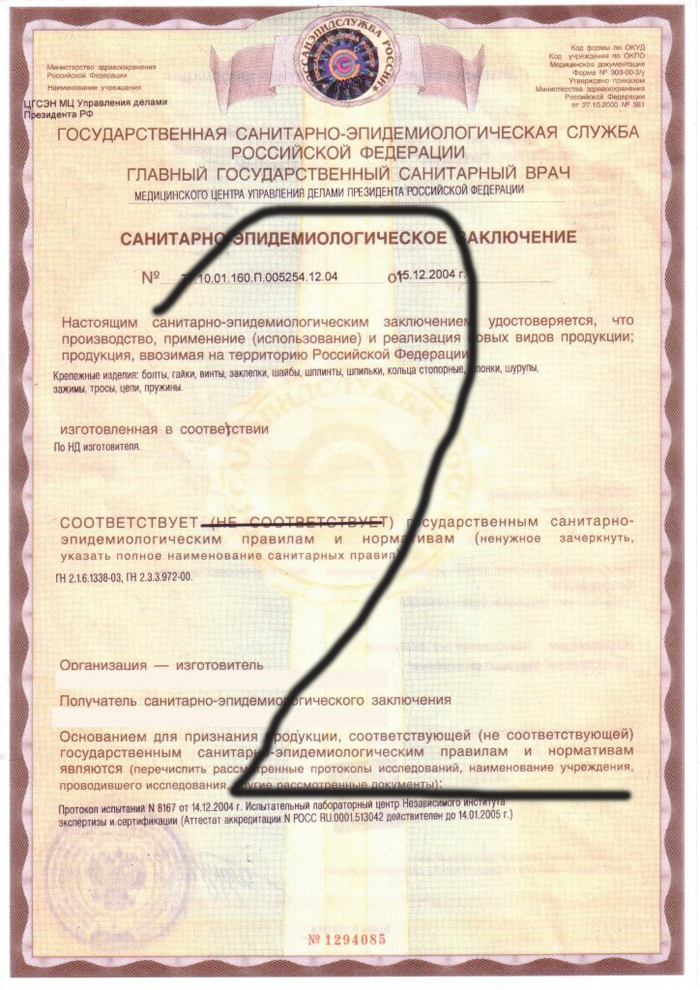 ГОССАНЭПИДСЛУЖБА РОССИИ
Министерство здравоохранения
Российской Федерации
Наименование учреждения
ЦГСЭН МЦ Управления делами
Президента РФ
Код формы по ОКУД
Код учреждения по ОКПО
Медицинская документация
Форма № 303-00-3/у
Утверждено приказом
Министерства здравоохранения
Российской Федерации
от 27.10.2000 № 381
ГОСУДАРСТВЕННАЯ САНИТАРНО-ЭПИДЕМИОЛОГИЧЕСКАЯ СЛУЖБА
РОССИЙСКОЙ ФЕДЕРАЦИИ
ГЛАВНЫЙ ГОСУДАРСТВЕННЫЙ САНИТАРНЫЙ ВРАЧ
МЕДИЦИНСКОГО ЦЕНТРА УПРАВЛЕНИЯ ДЕЛАМИ ПРЕЗИДЕНТА РОССИЙСКОЙ ФЕДЕРАЦИИ
САНИТАРНО-ЭПИДЕМИОЛОГИЧЕСКОЕ ЗАКЛЮЧЕНИЕ
№ 10.01.160.П.005254.12.04 от 15.12.2004 г.
Настоящим санитарно-эпидемиологическим заключением удостоверяется, что
производство, применение (использование) и реализация новых видов продукции;
продукция, ввозимая на территорию Российской Федерации
Крепежные изделия: болты, гайки, винты, заклепки, шайбы, шплинты, шпильки, кольца стопорные, шпонки, шурупы,
зажимы, тросы, цепи, пружины.
изготовленная в соответствии
По НД изготовителя.
СООТВЕТСТВУЕТ (НЕ СООТВЕТСТВУЕТ) государственным санитарно-
эпидемиологическим правилам и нормативам (ненужное зачеркнуть,
указать полное наименование санитарных правил)
ГН 2.1.6.1338-03, ГН 2.3.3.972-00.
Организация — изготовитель
Получатель санитарно-эпидемиологического заключения
Основанием для признания продукции, соответствующей (не соответствующей)
государственным санитарно-эпидемиологическим правилам и нормативам
являются (перечислить рассмотренные протоколы исследований, наименование учреждения,
проводившего исследования, другие рассмотренные документы):
Протокол испытаний N 8167 от 14.12.2004 г. Испытательный лабораторный центр Независимого института
экспертизы и сертификации (Аттестат аккредитации N РОСС RU.0001.513042 действителен до 14.01.2005 г.)
№ 1294085